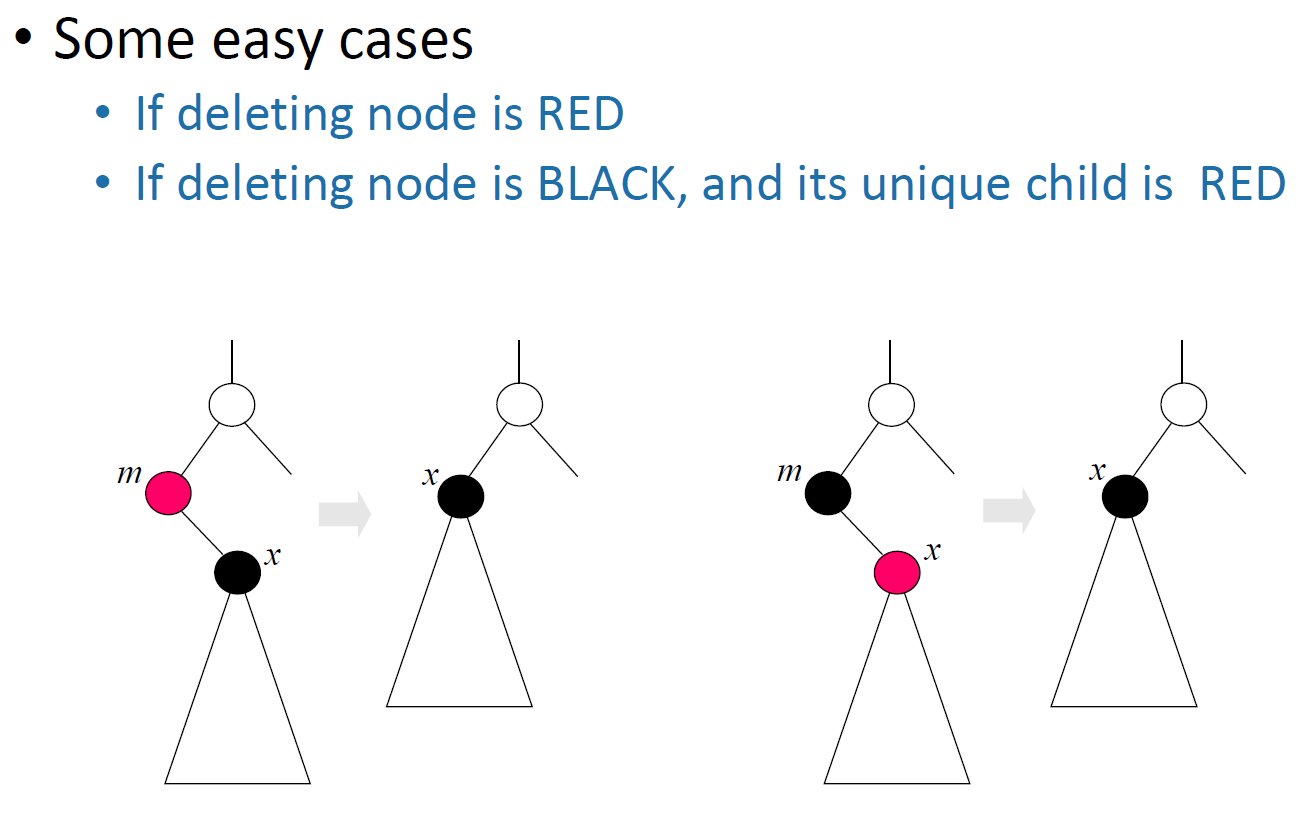 • Some easy cases
• If deleting node is RED
• If deleting node is BLACK, and its unique child is RED
m
x
x
m
x
x